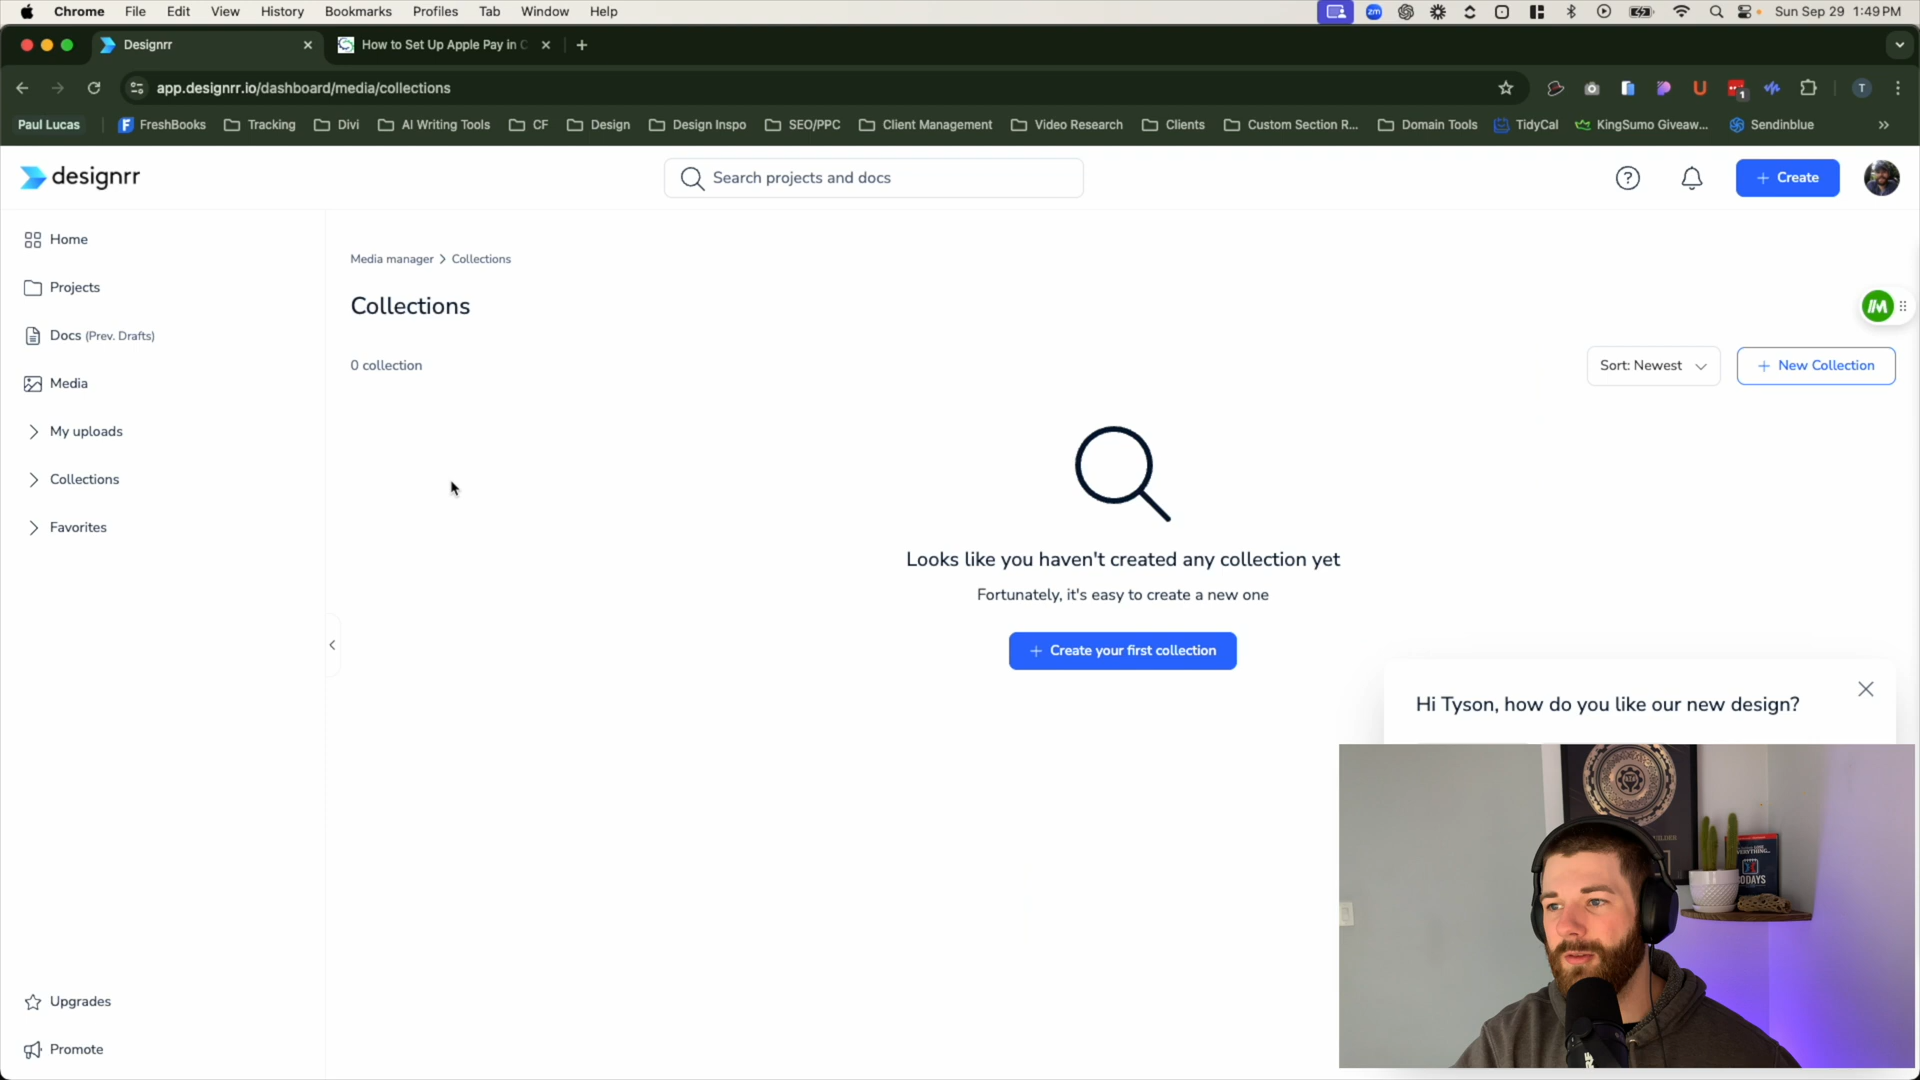 Chrome File Edit View History Bookmarks Profiles Tab Window Help
zm
Sun Sep 29 1:49 PM
Designrr
How to Set Up Apple Pay in C
app.designrr.io/dashboard/media/collections
U
1
T
Paul Lucas FreshBooks Tracking Divi AI Writing Tools CF Design Design Inspo SEO/PPC Client Management Video Research Clients Custom Section R... Domain Tools TidyCal KingSumo Giveaw... Sendinblue »
designrr
Search projects and docs
?
+ Create
Home
Projects
Docs (Prev. Drafts)
Media
My uploads
Collections
Favorites
Media manager > Collections
Collections
0 collection
Sort: Newest
+ New Collection
Looks like you haven't created any collection yet
Fortunately, it's easy to create a new one
+ Create your first collection
Hi Tyson, how do you like our new design?
EVERYTHING...
30DAYS
Upgrades
Promote